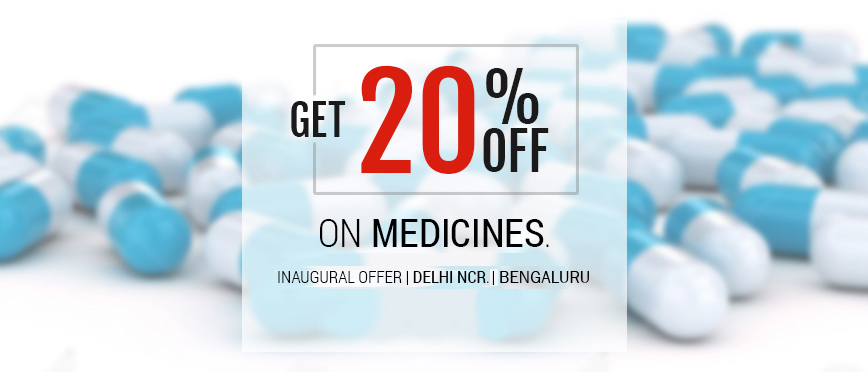 GET 20% OFF
ON MEDICINES.
INAUGURAL OFFER | DELHI NCR. | BENGALURU